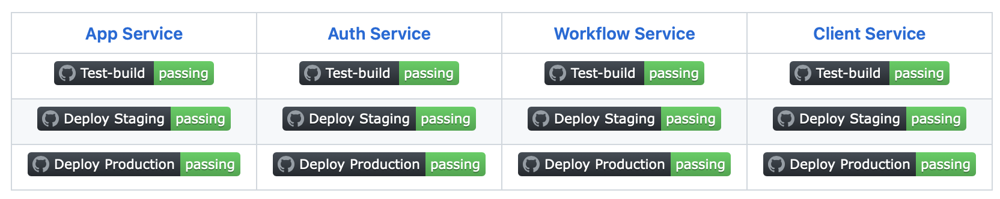 App Service Auth Service Workflow Service Client Service
Test-build passing Test-build passing Test-build passing Test-build passing
Deploy Staging passing Deploy Staging passing Deploy Staging passing Deploy Staging passing
Deploy Production passing Deploy Production passing Deploy Production passing Deploy Production passing